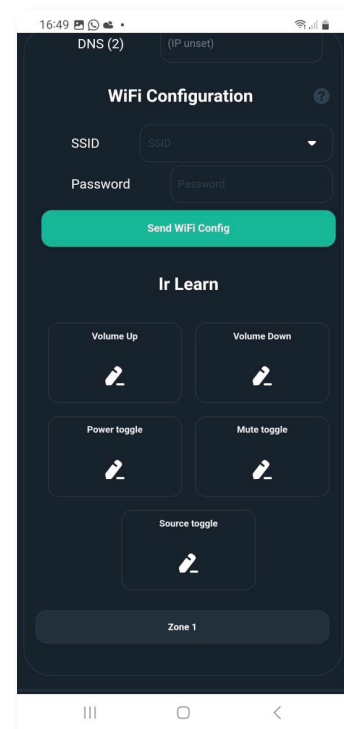 16:49
DNS (2) (IP unset)
WiFi Configuration ?
SSID SSID
Password Password
Send WiFi Config
Ir Learn
Volume Up Volume Down
Power toggle Mute toggle
Source toggle
Zone 1